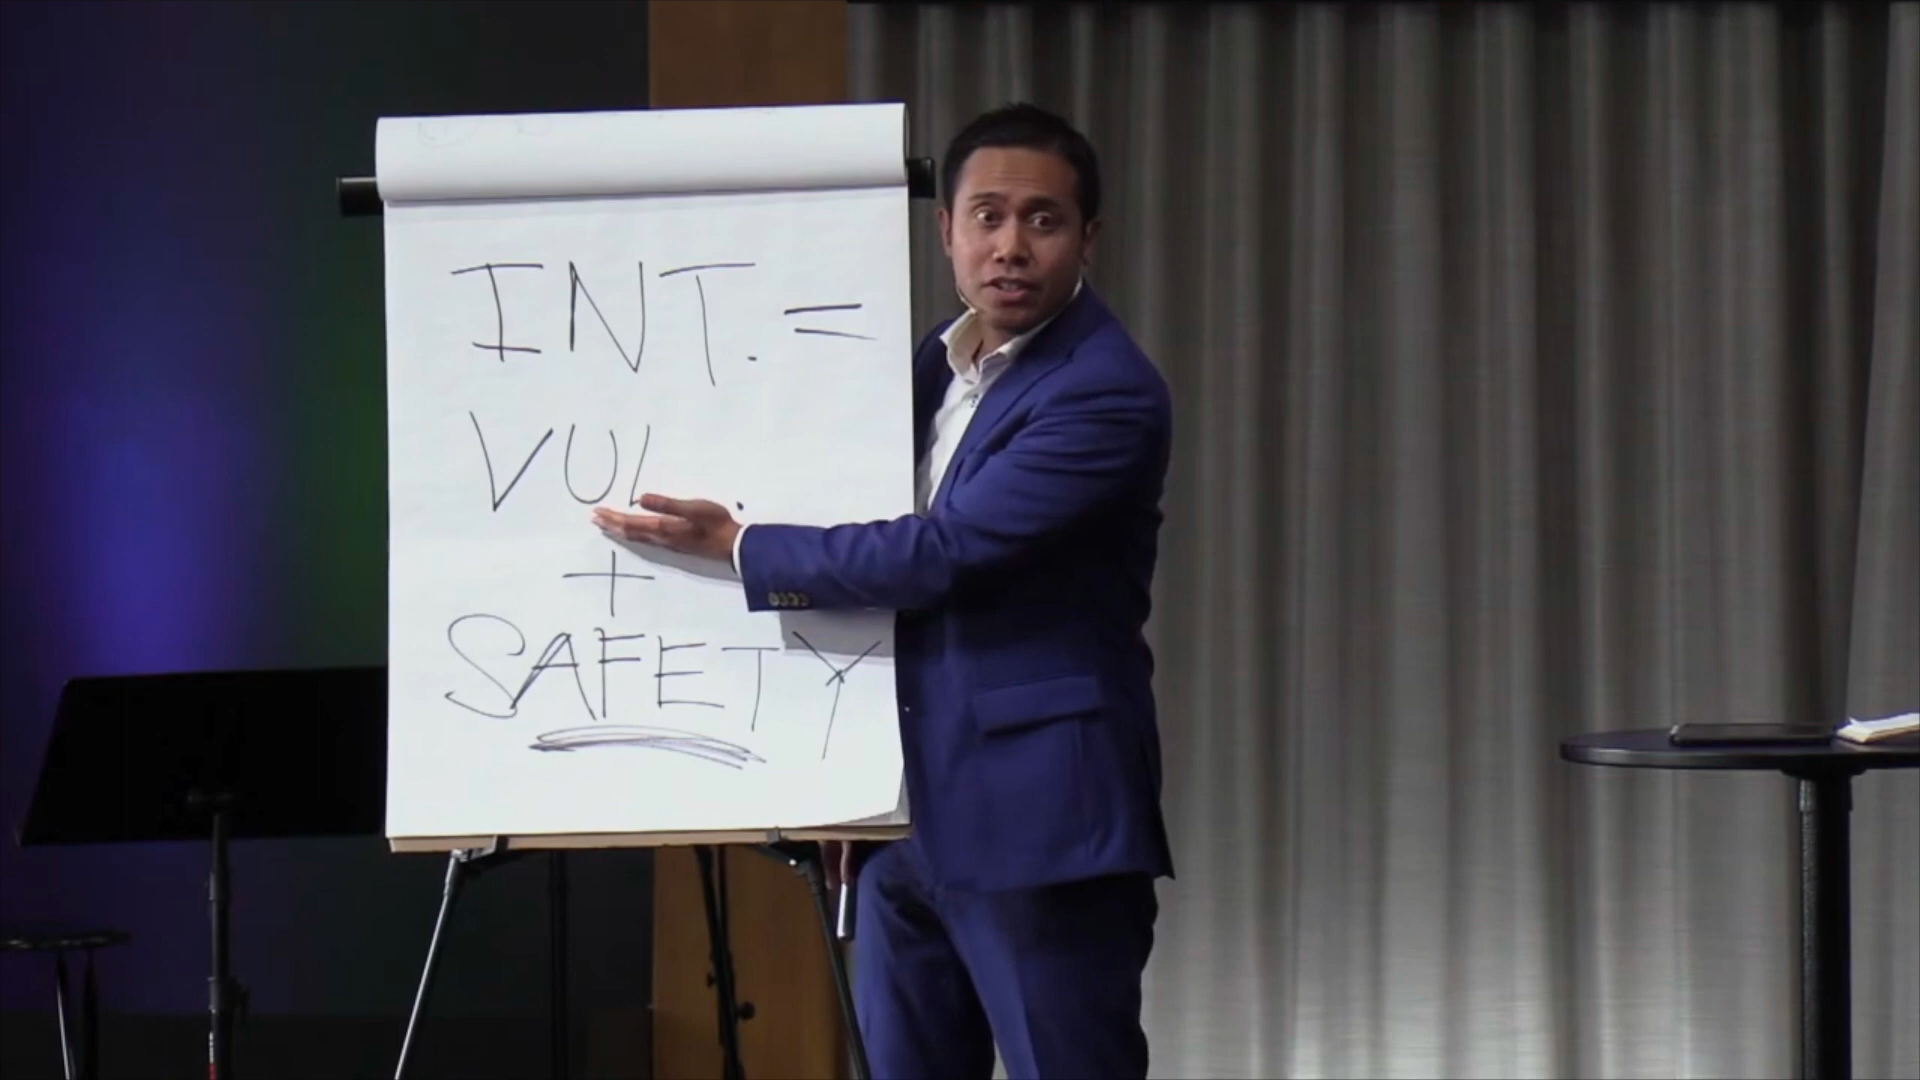 INT. =
VUL.
+
SAFETY